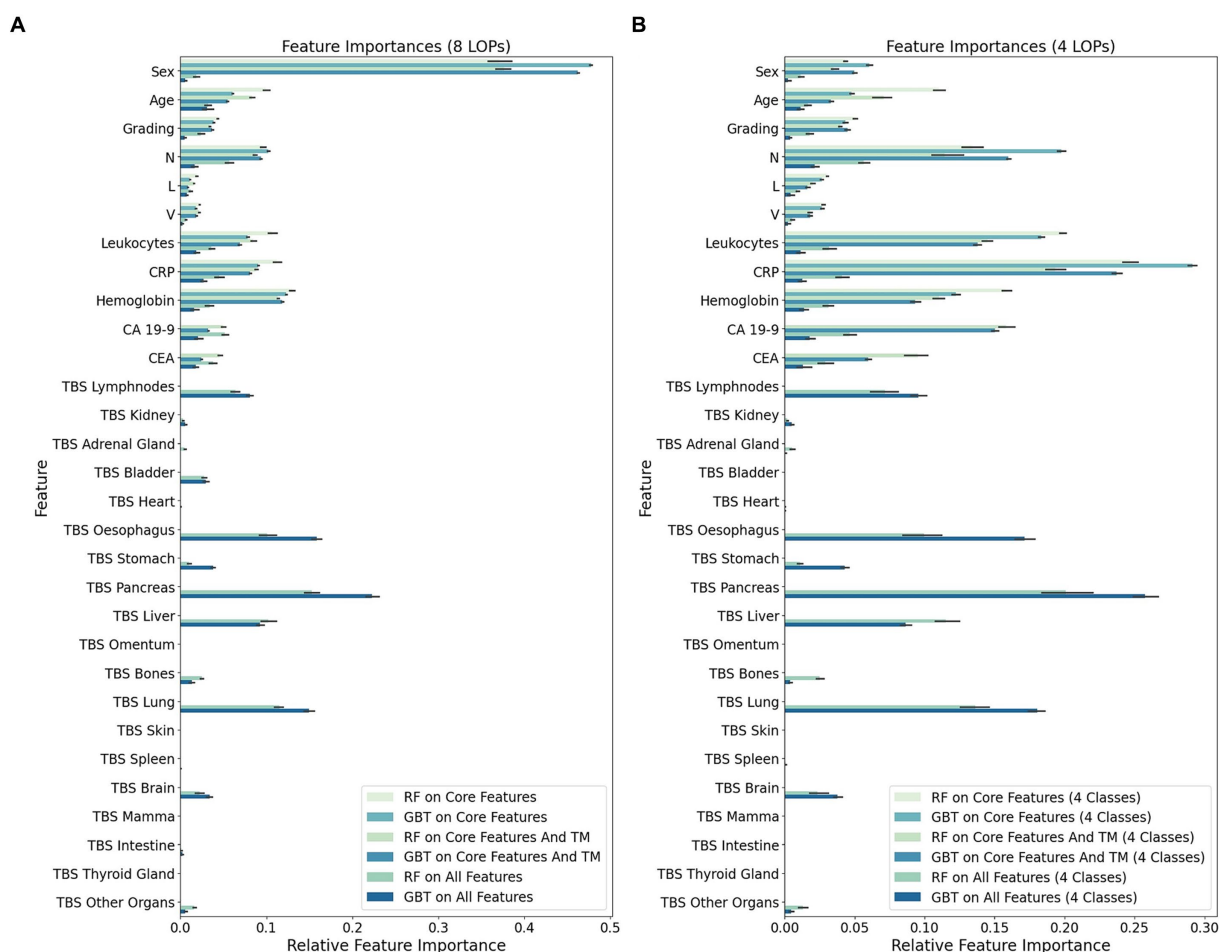 A
Feature Importances (8 LOPs)
Feature
Sex
Age
Grading
N
L
V
Leukocytes
CRP
Hemoglobin
CA 19-9
CEA
TBS Lymphnodes
TBS Kidney
TBS Adrenal Gland
TBS Bladder
TBS Heart
TBS Oesophagus
TBS Stomach
TBS Pancreas
TBS Liver
TBS Omentum
TBS Bones
TBS Lung
TBS Skin
TBS Spleen
TBS Brain
TBS Mamma
TBS Intestine
TBS Thyroid Gland
TBS Other Organs
RF on Core Features
GBT on Core Features
RF on Core Features And TM
GBT on Core Features And TM
RF on All Features
GBT on All Features
0.0 0.1 0.2 0.3 0.4 0.5
Relative Feature Importance
B
Feature Importances (4 LOPs)
Feature
Sex
Age
Grading
N
L
V
Leukocytes
CRP
Hemoglobin
CA 19-9
CEA
TBS Lymphnodes
TBS Kidney
TBS Adrenal Gland
TBS Bladder
TBS Heart
TBS Oesophagus
TBS Stomach
TBS Pancreas
TBS Liver
TBS Omentum
TBS Bones
TBS Lung
TBS Skin
TBS Spleen
TBS Brain
TBS Mamma
TBS Intestine
TBS Thyroid Gland
TBS Other Organs
RF on Core Features (4 Classes)
GBT on Core Features (4 Classes)
RF on Core Features And TM (4 Classes)
GBT on Core Features And TM (4 Classes)
RF on All Features (4 Classes)
GBT on All Features (4 Classes)
0.00 0.05 0.10 0.15 0.20 0.25 0.30
Relative Feature Importance